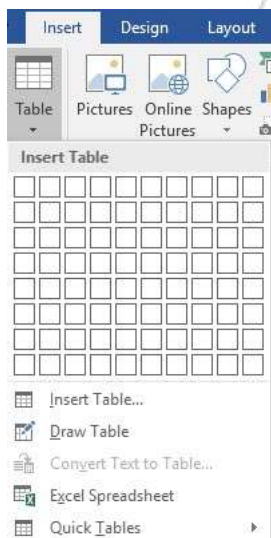 Insert Design Layout
Table Pictures Online Pictures Shapes
Insert Table
Insert Table...
Draw Table
Convert Text to Table...
Excel Spreadsheet
Quick Tables